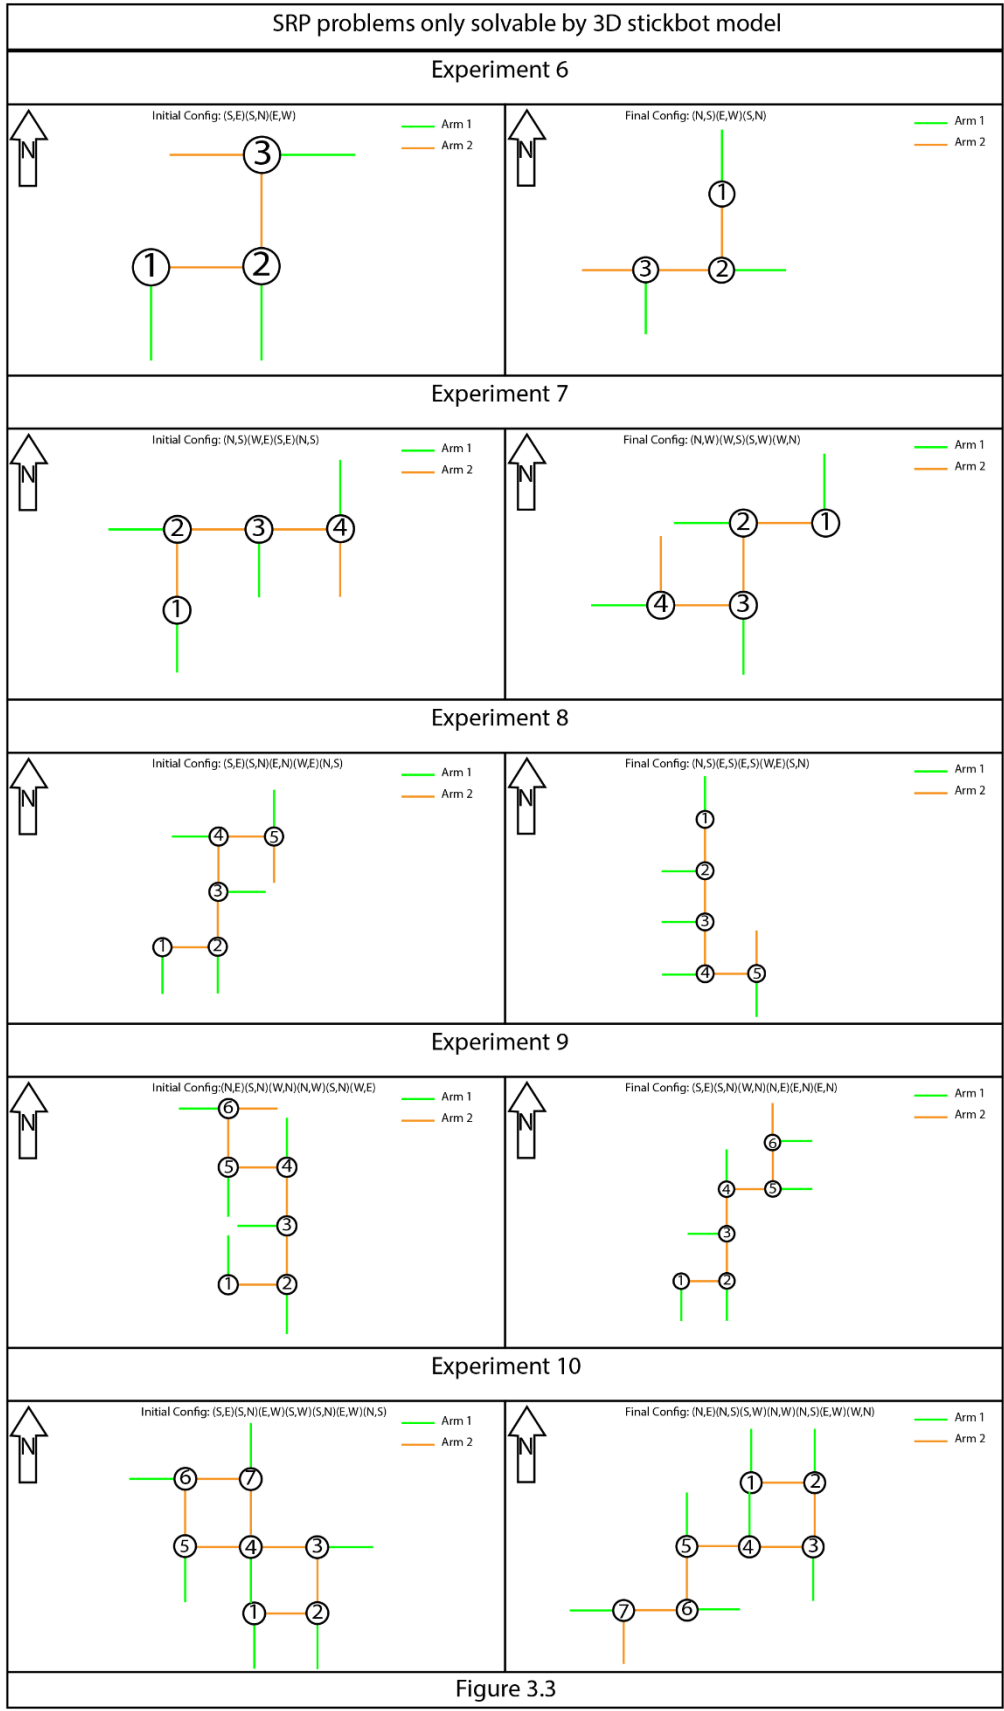 SRP problems only solvable by 3D stickbot model
Experiment 6
Initial Config: (S,E)(S,N)(E,W)
Arm 1
Arm 2
N
3
1
2
Final Config: (N,S)(E,W)(S,N)
Arm 1
Arm 2
N
1
3
2
Experiment 7
Initial Config: (N,S)(W,E)(S,E)(N,S)
Arm 1
Arm 2
N
2
3
4
1
Final Config: (N,W)(W,S)(S,W)(W,N)
Arm 1
Arm 2
N
2
1
4
3
Experiment 8
Initial Config: (S,E)(S,N)(E,N)(W,E)(N,S)
Arm 1
Arm 2
N
4
5
3
1
2
Final Config: (N,S)(E,S)(E,S)(W,E)(S,N)
Arm 1
Arm 2
N
1
2
3
4
5
Experiment 9
Initial Config:(N,E)(S,N)(W,N)(N,W)(S,N)(W,E)
Arm 1
Arm 2
N
6
5
4
3
1
2
Final Config: (S,E)(S,N)(W,N)(N,E)(E,N)(E,N)
Arm 1
Arm 2
N
6
4
5
3
1
2
Experiment 10
Initial Config: (S,E)(S,N)(E,W)(S,W)(S,N)(E,W)(N,S)
Arm 1
Arm 2
N
6
7
5
4
3
1
2
Final Config: (N,E)(N,S)(S,W)(N,W)(N,S)(E,W)(W,N)
Arm 1
Arm 2
N
1
2
5
4
3
7
6
Figure 3.3